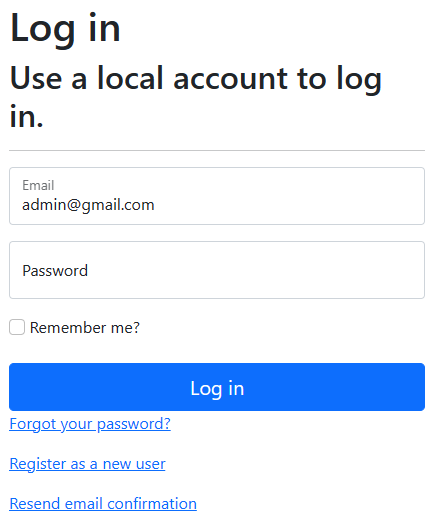 Log in
Use a local account to log
in.
Email
admin@gmail.com
Password
Remember me?
Log in
Forgot your password?
Register as a new user
Resend email confirmation